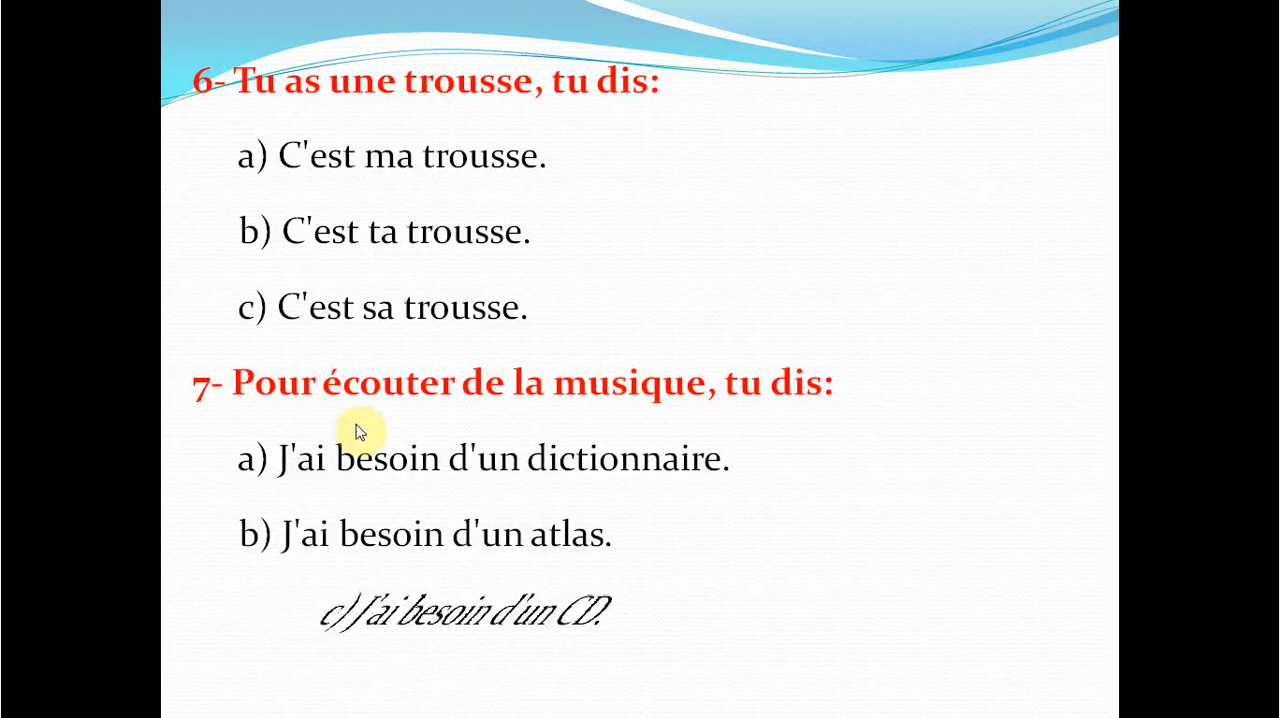 6- Tu as une trousse, tu dis:
a) C'est ma trousse.
b) C'est ta trousse.
c) C'est sa trousse.
7- Pour écouter de la musique, tu dis:
a) J'ai besoin d'un dictionnaire.
b) J'ai besoin d'un atlas.
c) J'ai besoin d'un CD.